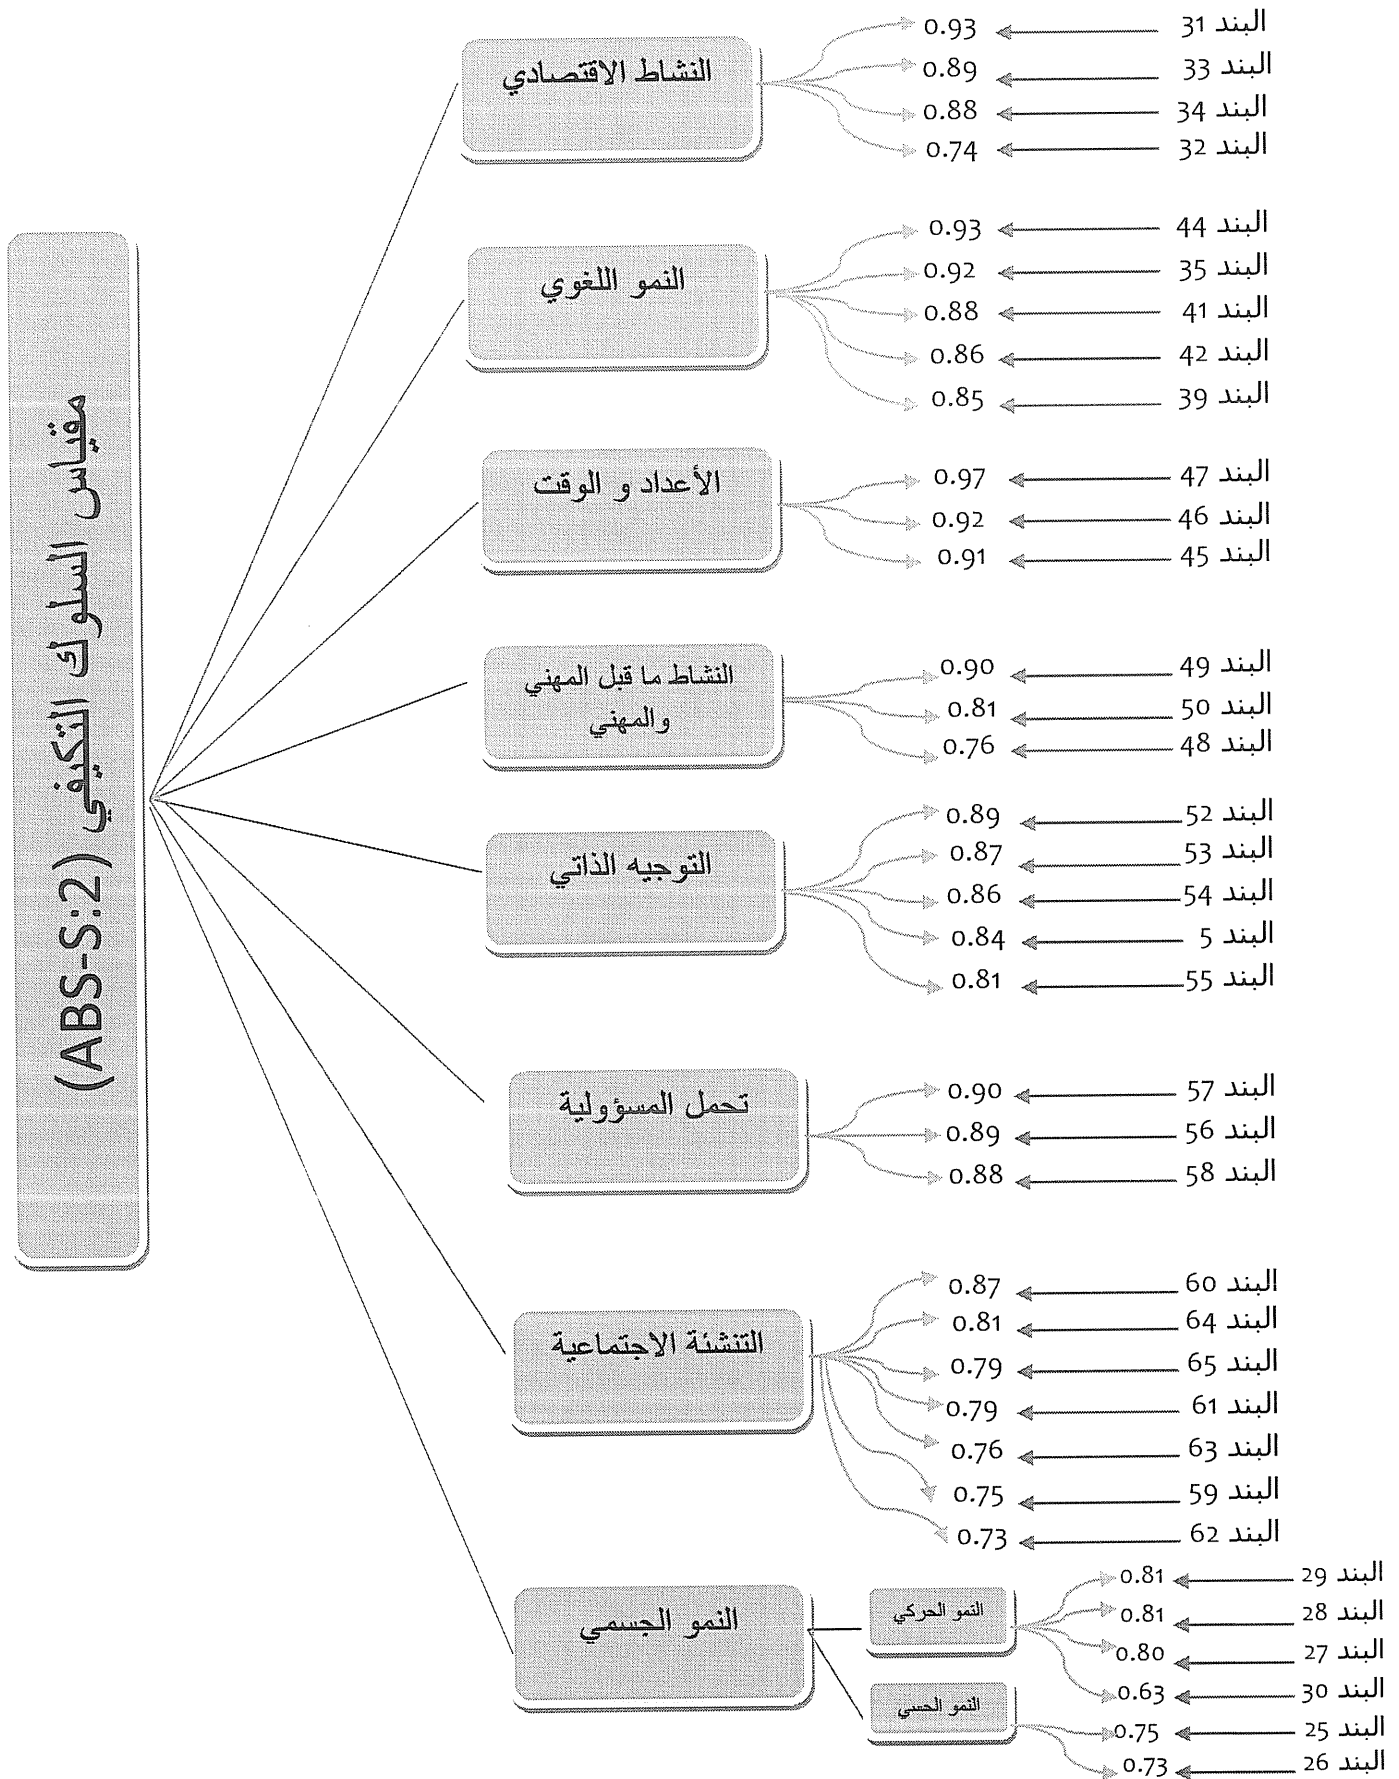 مقياس السلوك التكيفي (ABS-S:2)
النشاط الاقتصادي
البند 31 0.93
البند 33 0.89
البند 34 0.88
البند 32 0.74
النمو اللغوي
البند 44 0.93
البند 35 0.92
البند 41 0.88
البند 42 0.86
البند 39 0.85
الأعداد و الوقت
البند 47 0.97
البند 46 0.92
البند 45 0.91
النشاط ما قبل المهني
والمهني
البند 49 0.90
البند 50 0.81
البند 48 0.76
التوجيه الذاتي
البند 52 0.89
البند 53 0.87
البند 54 0.86
البند 5 0.84
البند 55 0.81
تحمل المسؤولية
البند 57 0.90
البند 56 0.89
البند 58 0.88
التنشئة الاجتماعية
البند 60 0.87
البند 64 0.81
البند 65 0.79
البند 61 0.79
البند 63 0.76
البند 59 0.75
البند 62 0.73
النمو الجسمي
النمو الحركي
البند 29 0.81
البند 28 0.81
البند 27 0.80
البند 30 0.63
النمو الحسي
البند 25 0.75
البند 26 0.73